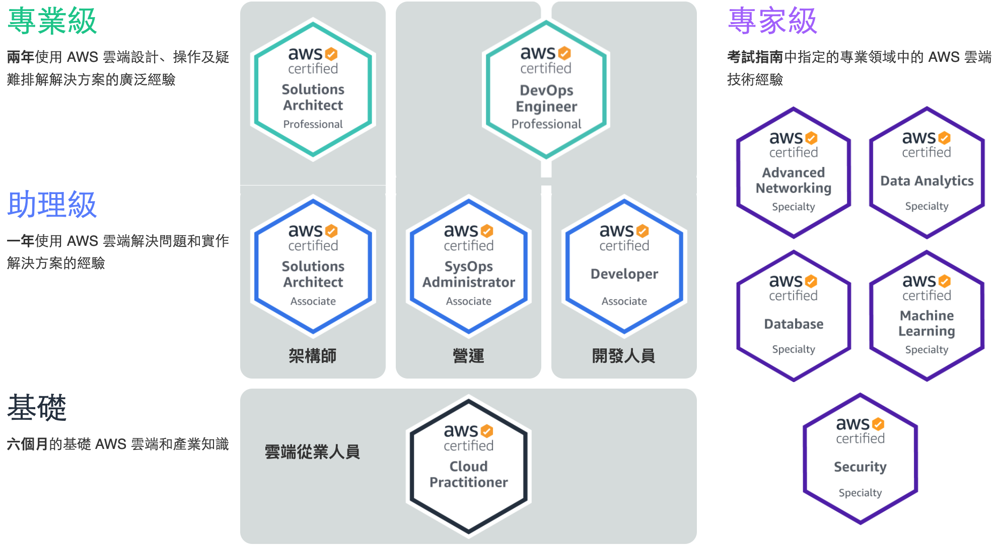 專業級
兩年使用 AWS 雲端設計、操作及疑
難排解解決方案的廣泛經驗
aws
certified
Solutions
Architect
Professional
aws
certified
DevOps
Engineer
Professional
助理級
一年使用 AWS 雲端解決問題和實作
解決方案的經驗
aws
certified
Solutions
Architect
Associate
架構師
aws
certified
SysOps
Administrator
Associate
營運
aws
certified
Developer
Associate
開發人員
基礎
六個月的基礎 AWS 雲端和產業知識
雲端從業人員
aws
certified
Cloud
Practitioner
專家級
考試指南中指定的專業領域中的 AWS 雲端
技術經驗
aws
certified
Advanced
Networking
Specialty
aws
certified
Data Analytics
Specialty
aws
certified
Database
Specialty
aws
certified
Machine
Learning
Specialty
aws
certified
Security
Specialty